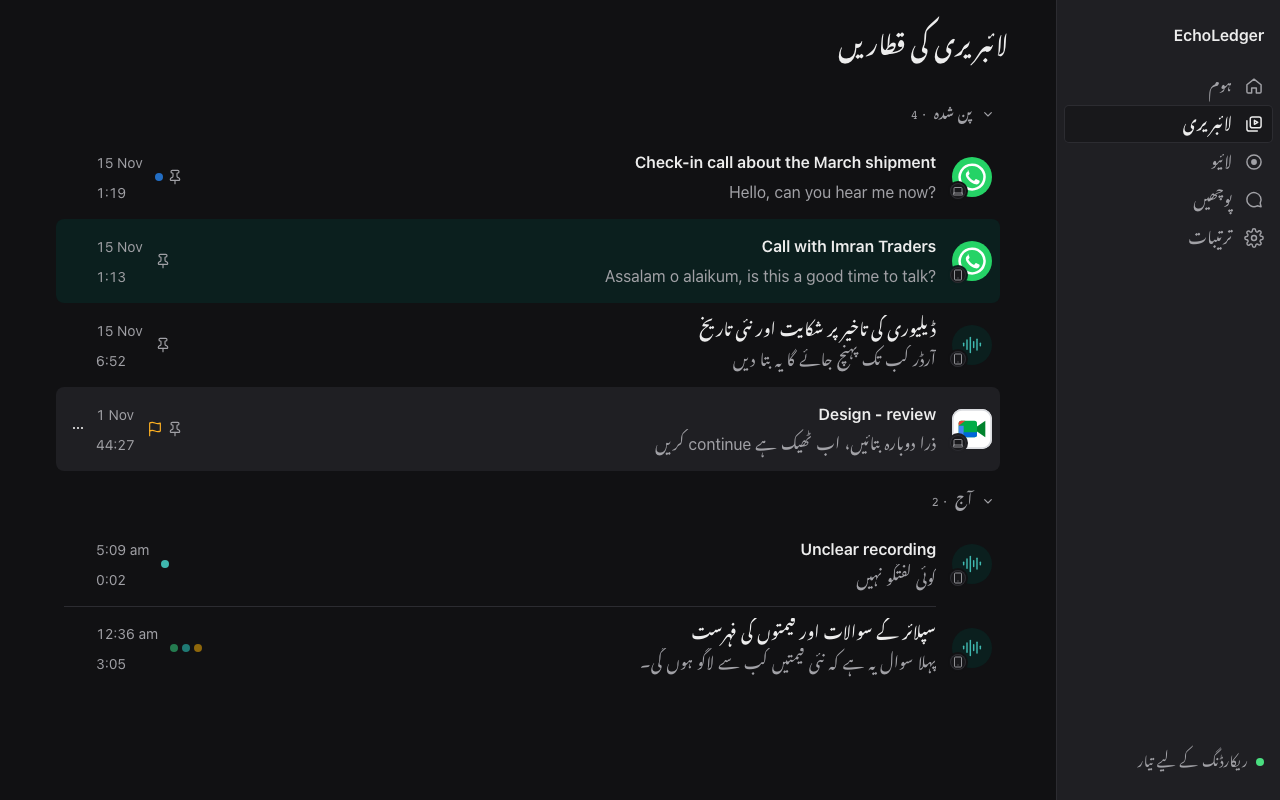 EchoLedger
ہوم
لائبریری
لائیو
پوچھیں
ترتیبات
ریکارڈنگ کے لیے تیار
لائبریری کی قطاریں
پن شدہ · 4
Check-in call about the March shipment
Hello, can you hear me now?
15 Nov
1:19
Call with Imran Traders
Assalam o alaikum, is this a good time to talk?
15 Nov
1:13
ڈیلیوری کی تاخیر پر شکایت اور نئی تاریخ
آرڈر کب تک پہنچ جائے گا یہ بتا دیں
15 Nov
6:52
Design - review
ذرا دوبارہ بتائیں، اب ٹھیک ہے continue کریں
1 Nov
44:27
آج · 2
Unclear recording
کوئی گفتگو نہیں
5:09 am
0:02
سپلائر کے سوالات اور قیمتوں کی فہرست
پہلا سوال یہ ہے کہ نئی قیمتیں کب سے لاگو ہوں گی۔
12:36 am
3:05